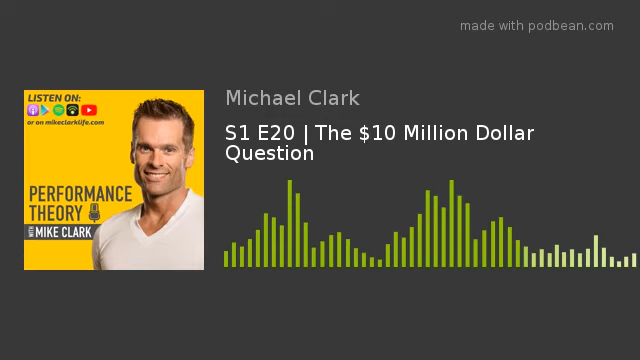 made with podbean.com
LISTEN ON:
or on mikeclarklife.com
PERFORMANCE
THEORY
WITH MIKE CLARK
Michael Clark
S1 E20 | The $10 Million Dollar
Question